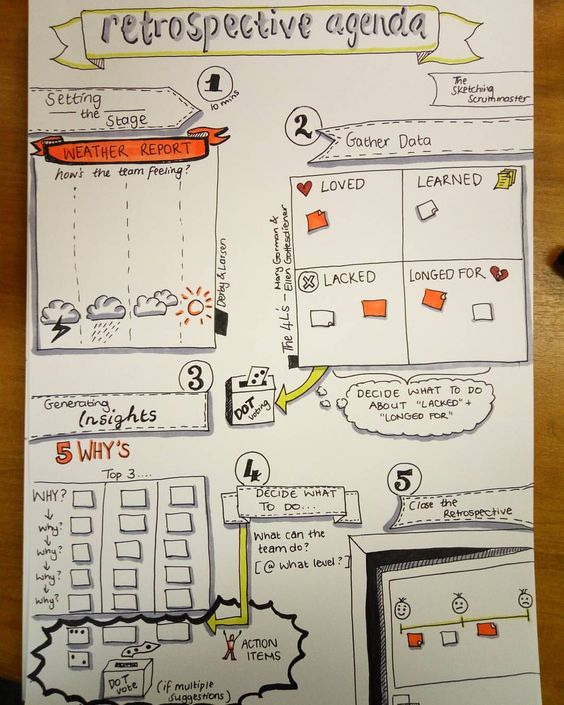 retrospective agenda
The
Sketching
Scrummaster
1
10 mins
Setting
the
Stage
WEATHER REPORT
how's the team feeling?
Derby & Larsen
2
Gather Data
The 4L's - Mary Gorman &
Ellen Gottesdiener
LOVED
LEARNED
LACKED
LONGED FOR
DECIDE WHAT TO DO
ABOUT "LACKED" +
"LONGED FOR"
DOT
Voting
3
Generating
Insights
5 WHY'S
Top 3....
WHY?
why?
why?
why?
why?
4
DECIDE WHAT
TO DO...
What can the
team do?
[@ what level?]
ACTION
ITEMS
DOT
vote
(if multiple
suggestions)
5
Close the
Retrospective